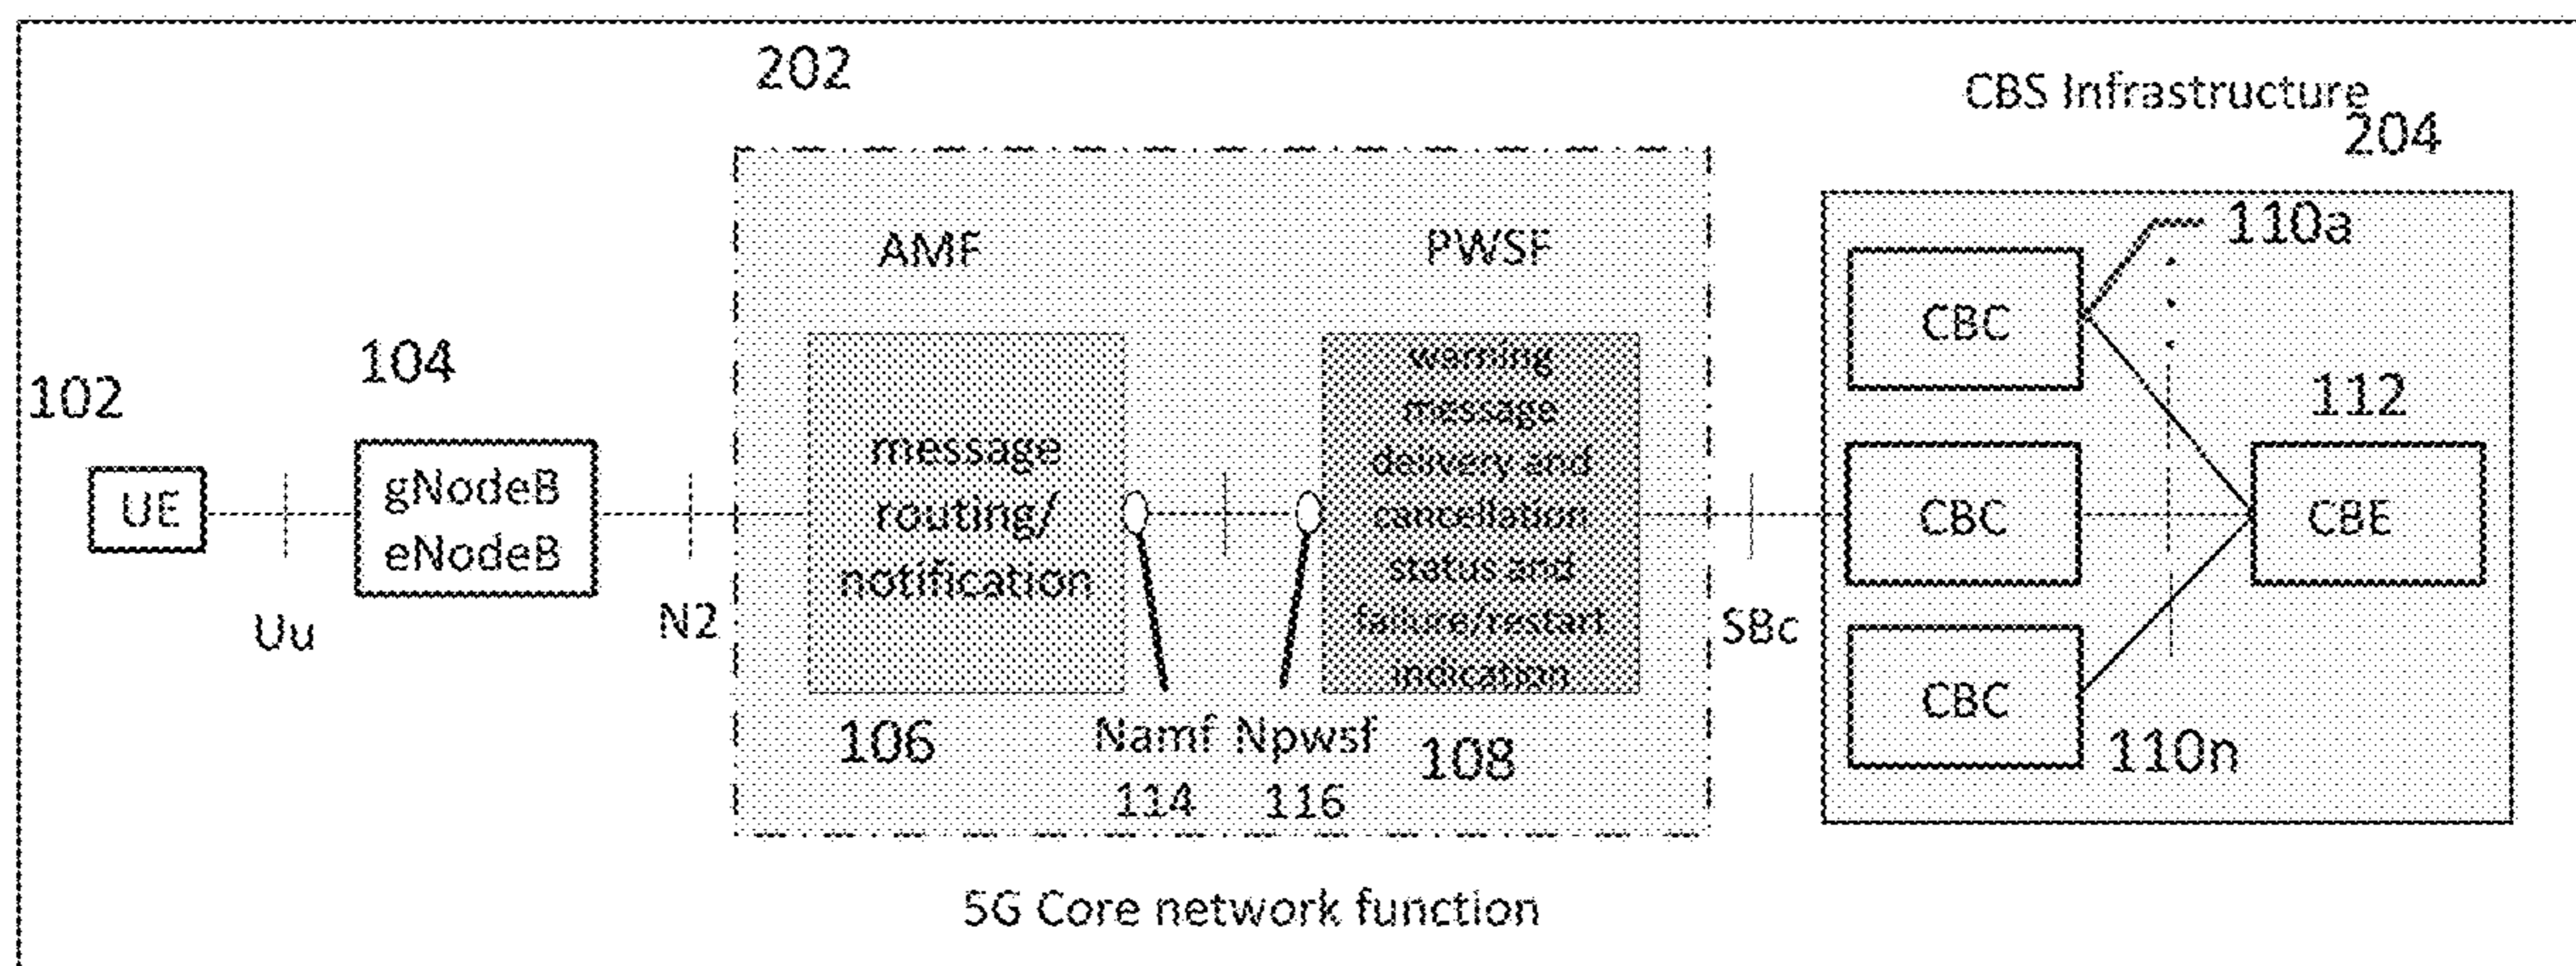 202
CBS Infrastructure
204
AMF
PWSF
110a
102
104
UE
gNodeB
eNodeB
Uu
N2
message
routing/
notification
106
Namf
114
Npwsf
116
warning
message
delivery and
cancellation
status and
failure/restart
indication
108
SBc
CBC
CBC
CBC
112
CBE
110n
5G Core network function